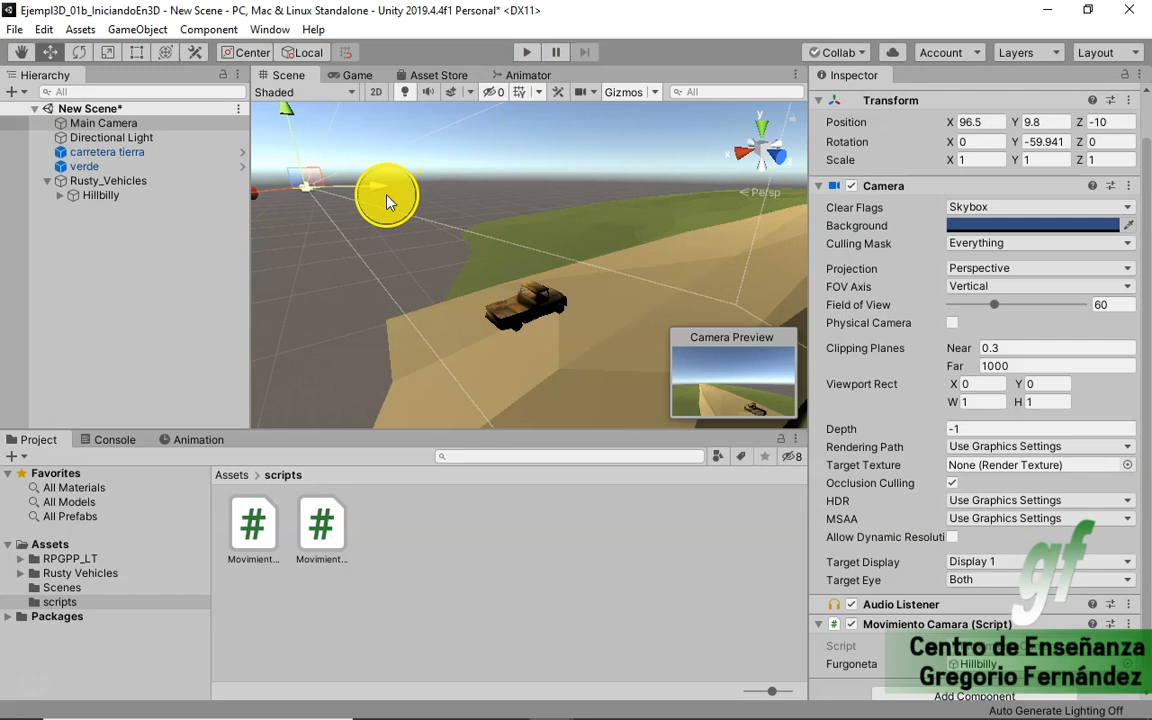 Ejempl3D_01b_IniciandoEn3D - New Scene - PC, Mac & Linux Standalone - Unity 2019.4.4f1 Personal* <DX11>
File Edit Assets GameObject Component Window Help
Center Local Collab Account Layers Layout
Hierarchy
All
New Scene*
Main Camera
Directional Light
carretera tierra
verde
Rusty_Vehicles
Hillbilly
Scene Game Asset Store Animator
Shaded 2D 0 Gizmos All
y
x
z
Persp
Camera Preview
Inspector
Transform
Position X 96.5 Y 9.8 Z -10
Rotation X 0 Y -59.941 Z 0
Scale X 1 Y 1 Z 1
Camera
Clear Flags Skybox
Background
Culling Mask Everything
Projection Perspective
FOV Axis Vertical
Field of View 60
Physical Camera
Clipping Planes Near 0.3
Far 1000
Viewport Rect X 0 Y 0
W 1 H 1
Depth -1
Rendering Path Use Graphics Settings
Target Texture None (Render Texture)
Occlusion Culling
HDR Use Graphics Settings
MSAA Use Graphics Settings
Allow Dynamic Resoluti
Target Display Display 1
Target Eye Both
Audio Listener
Movimiento Camara (Script)
Script
Furgoneta Hillbilly
Add Component
Auto Generate Lighting Off
Project Console Animation
8
Favorites
All Materials
All Models
All Prefabs
Assets
RPGPP_LT
Rusty Vehicles
Scenes
scripts
Packages
Assets > scripts
Movimient... Movimient...
gf
Centro de Enseñanza
Gregorio Fernández